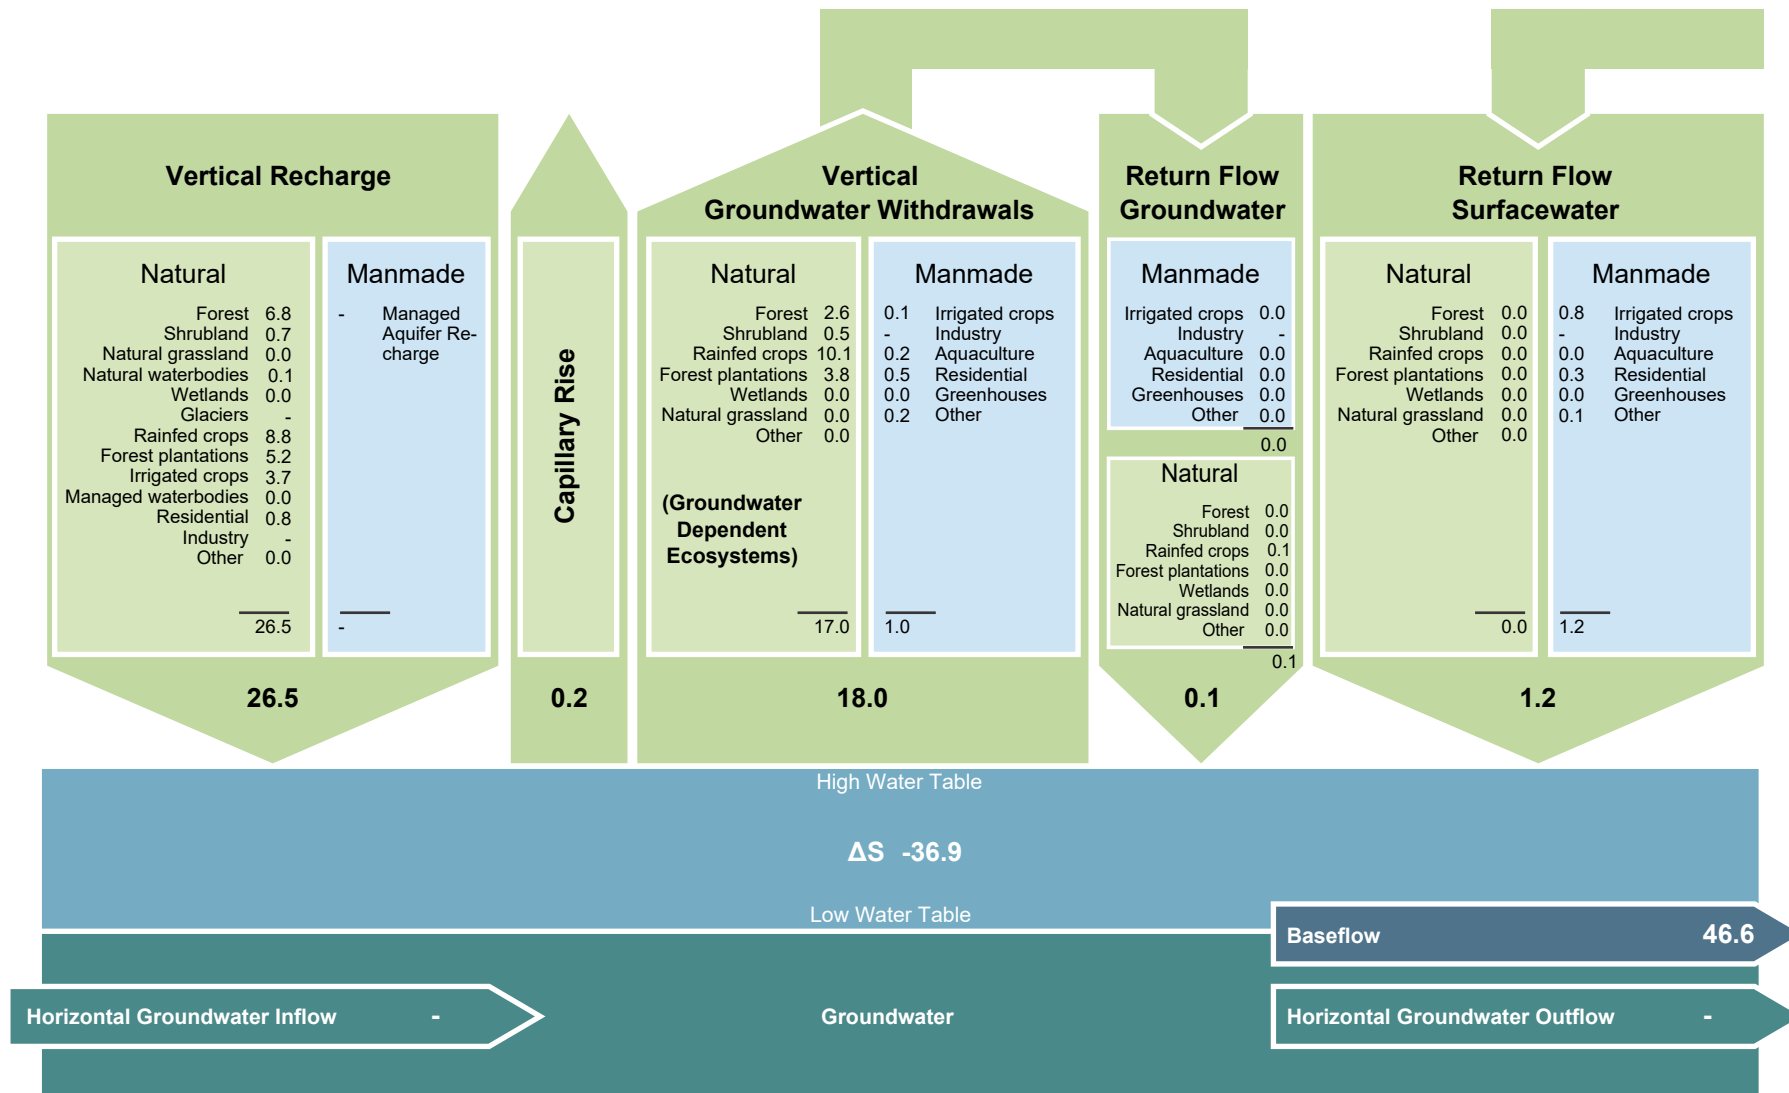 Vertical Recharge
Natural
Forest 6.8
Shrubland 0.7
Natural grassland 0.0
Natural waterbodies 0.1
Wetlands 0.0
Glaciers -
Rainfed crops 8.8
Forest plantations 5.2
Irrigated crops 3.7
Managed waterbodies 0.0
Residential 0.8
Industry -
Other 0.0
26.5
Manmade
- Managed
Aquifer Re-
charge
-
26.5
Capillary Rise
0.2
Vertical
Groundwater Withdrawals
Natural
Forest 2.6
Shrubland 0.5
Rainfed crops 10.1
Forest plantations 3.8
Wetlands 0.0
Natural grassland 0.0
Other 0.0
(Groundwater
Dependent
Ecosystems)
17.0
Manmade
0.1 Irrigated crops
- Industry
0.2 Aquaculture
0.5 Residential
0.0 Greenhouses
0.2 Other
1.0
18.0
Return Flow
Groundwater
Manmade
Irrigated crops 0.0
Industry -
Aquaculture 0.0
Residential 0.0
Greenhouses 0.0
Other 0.0
0.0
Natural
Forest 0.0
Shrubland 0.0
Rainfed crops 0.1
Forest plantations 0.0
Wetlands 0.0
Natural grassland 0.0
Other 0.0
0.1
0.1
Return Flow
Surfacewater
Natural
Forest 0.0
Shrubland 0.0
Rainfed crops 0.0
Forest plantations 0.0
Wetlands 0.0
Natural grassland 0.0
Other 0.0
0.0
Manmade
0.8 Irrigated crops
- Industry
0.0 Aquaculture
0.3 Residential
0.0 Greenhouses
0.1 Other
1.2
1.2
High Water Table
ΔS -36.9
Low Water Table
Baseflow 46.6
Horizontal Groundwater Inflow -
Groundwater
Horizontal Groundwater Outflow -